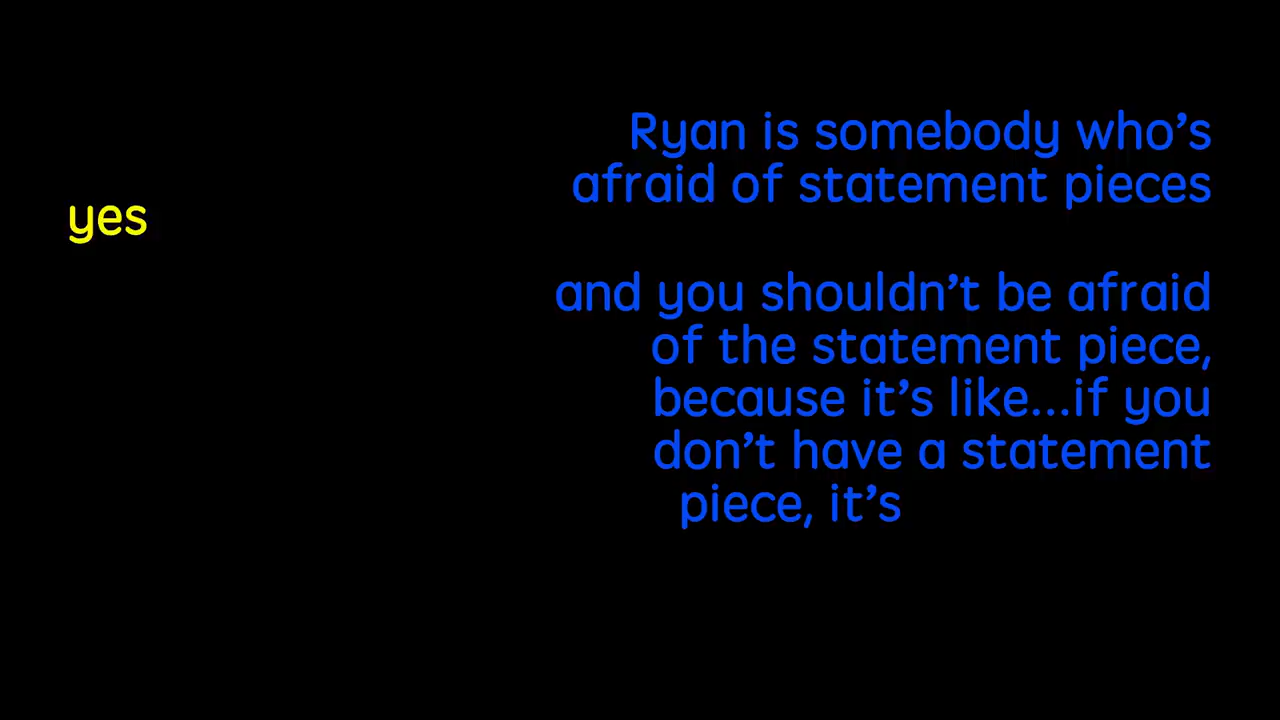 Ryan is somebody who’s
afraid of statement pieces
yes
and you shouldn’t be afraid
of the statement piece,
because it’s like...if you
don’t have a statement
piece, it’s